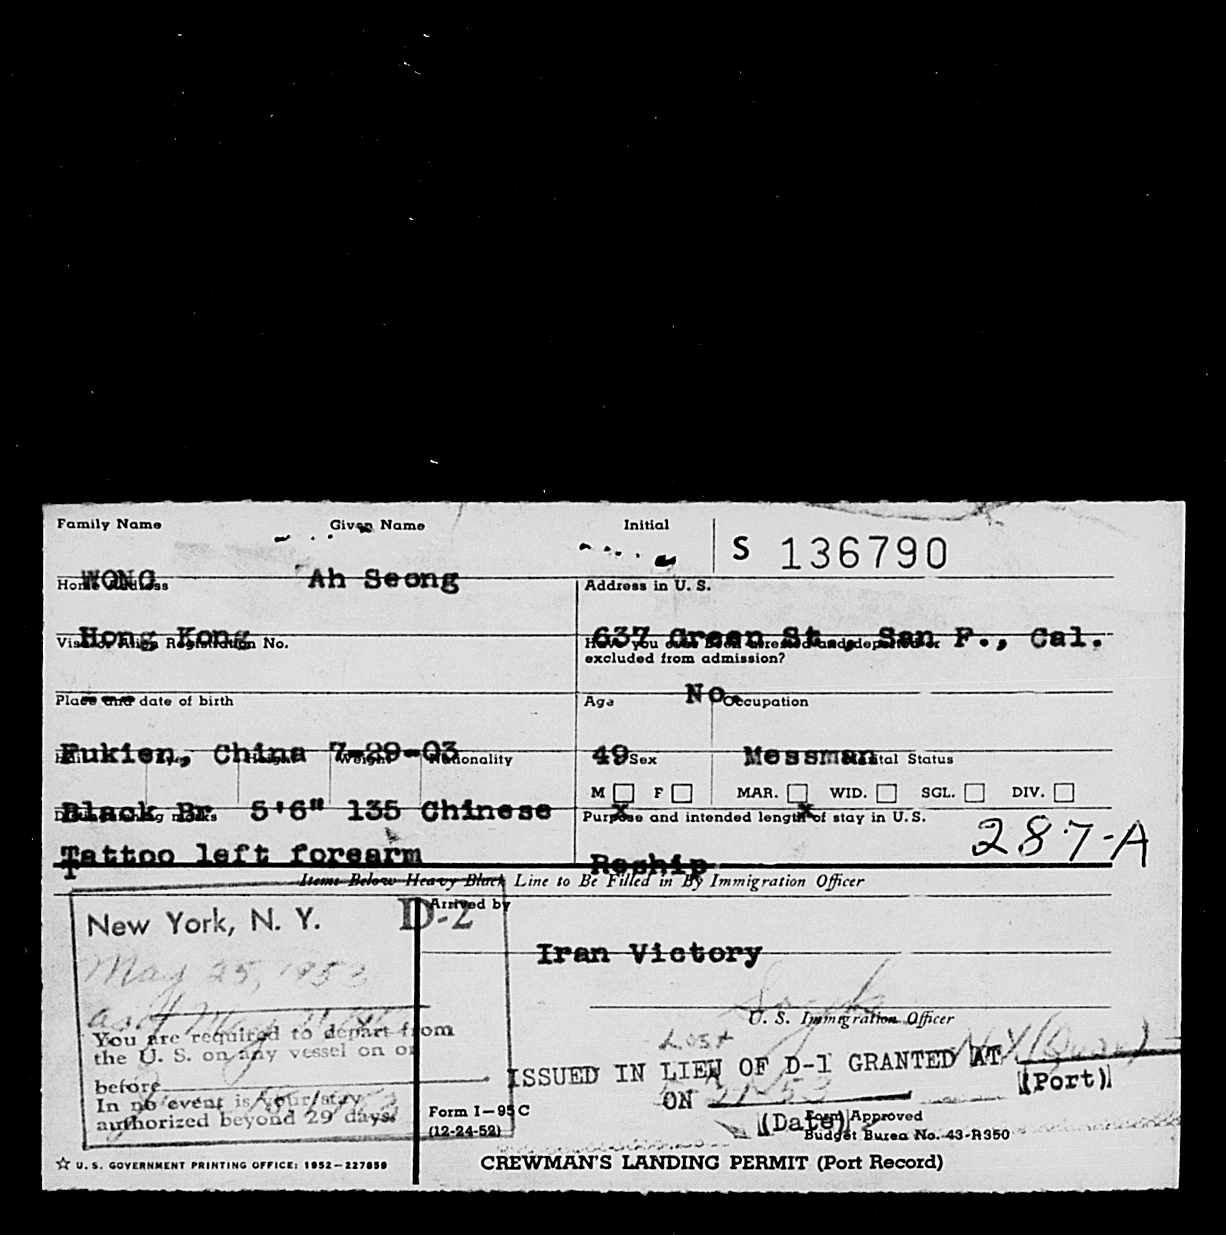 Family Name Given Name Initial
S 136790
WONG Ah Seong
Home Address Address in U. S.
Hong Kong 637 Green St., San F., Cal.
Visa or Alien Registration No. Have you ever been arrested and deported or
excluded from admission?
No.
Place and date of birth Age Occupation
Fukien, China 7-29-03 49 Messman
Hair Eyes Height Weight Nationality Sex Marital Status
M F MAR. WID. SGL. DIV.
x x
Black Br 5'6" 135 Chinese
Distinguishing marks Purpose and intended length of stay in U. S.
287-A
Tattoo left forearm Reship
Items Below Heavy Black Line to Be Filled in By Immigration Officer
D-2 Arrived by
New York, N. Y.
Iran Victory
May 25, 1953
U. S. Immigration Officer
You are required to depart from
the U. S. on any vessel on or
before
In no event is your stay
authorized beyond 29 days.
Lost
ISSUED IN LIEU OF D-1 GRANTED AT
(Port)
ON
(Date)
Form I-95C
(12-24-52)
Form Approved
Budget Bureau No. 43-R350
☆ U. S. GOVERNMENT PRINTING OFFICE: 1952-227850
CREWMAN'S LANDING PERMIT (Port Record)